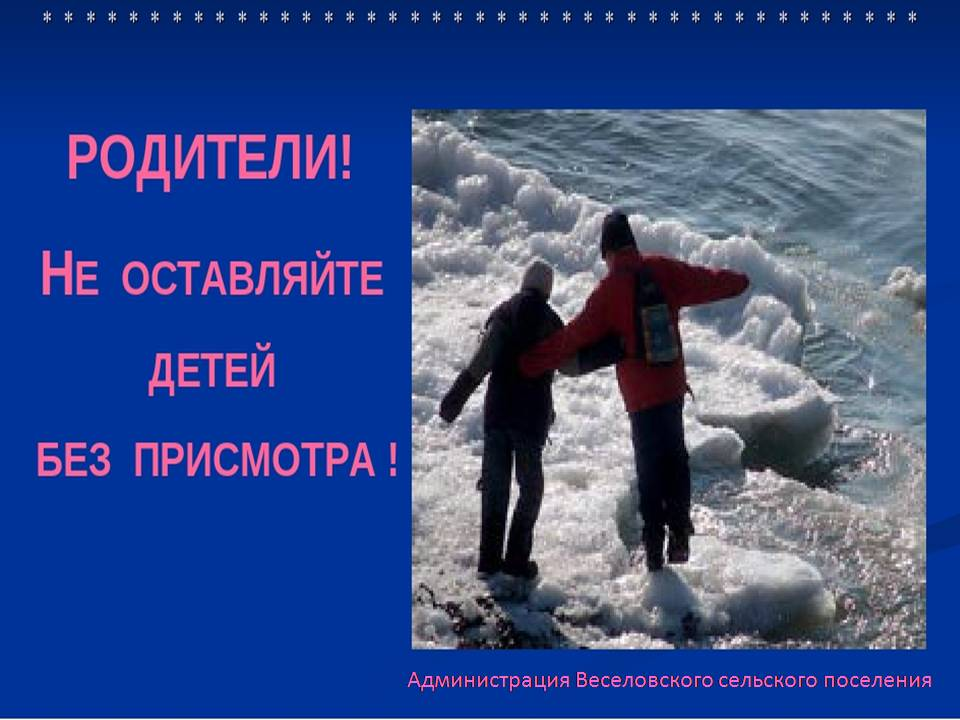 * * * * * * * * * * * * * * * * * * * * * * * * * * * * * * * * * * * * * * * * *
РОДИТЕЛИ!
НЕ ОСТАВЛЯЙТЕ
ДЕТЕЙ
БЕЗ ПРИСМОТРА !
Администрация Веселовского сельского поселения